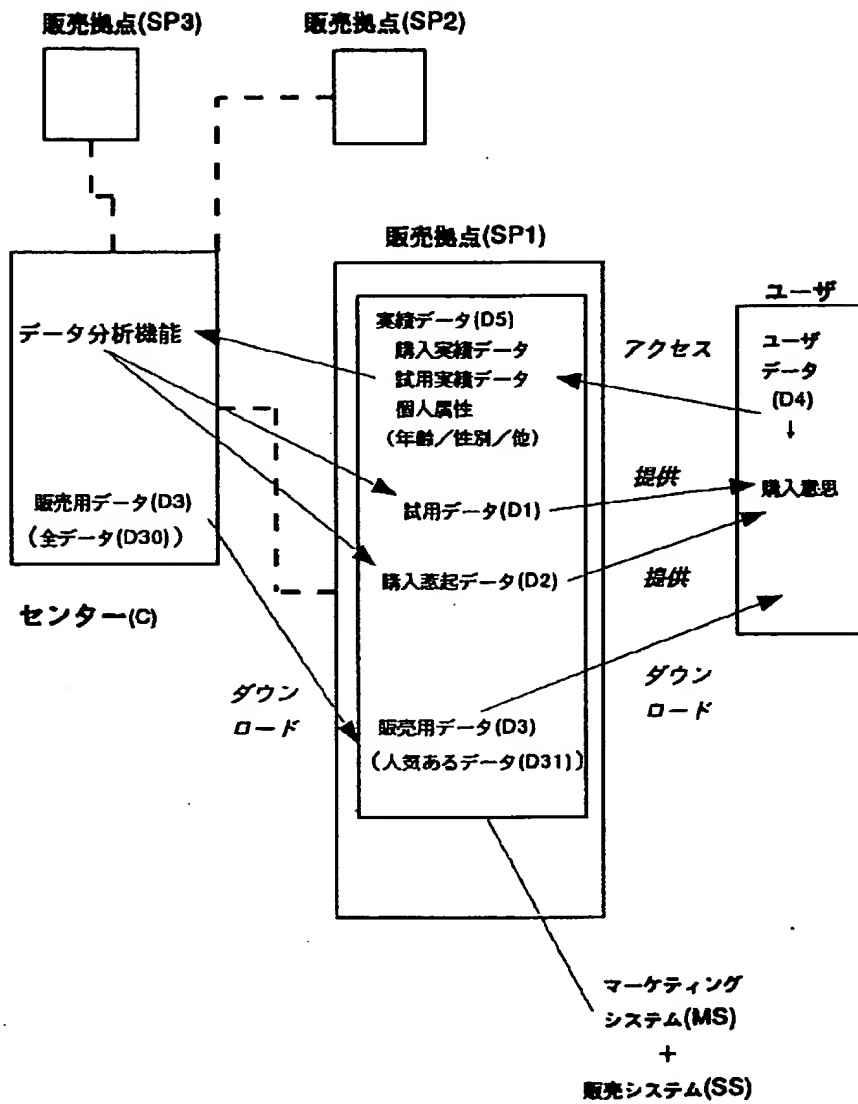 販売拠点(SP3)
販売拠点(SP2)
販売拠点(SP1)
データ分析機能
販売用データ(D3)
(全データ(D30))
センター(C)
実績データ(D5)
購入実績データ
試用実績データ
個人属性
(年齢/性別/他)
試用データ(D1)
購入惹起データ(D2)
販売用データ(D3)
(人気あるデータ(D31))
アクセス
提供
提供
ダウン
ロード
ダウン
ロード
ユーザ
ユーザ
データ
(D4)
↓
購入意思
マーケティング
システム(MS)
+
販売システム(SS)